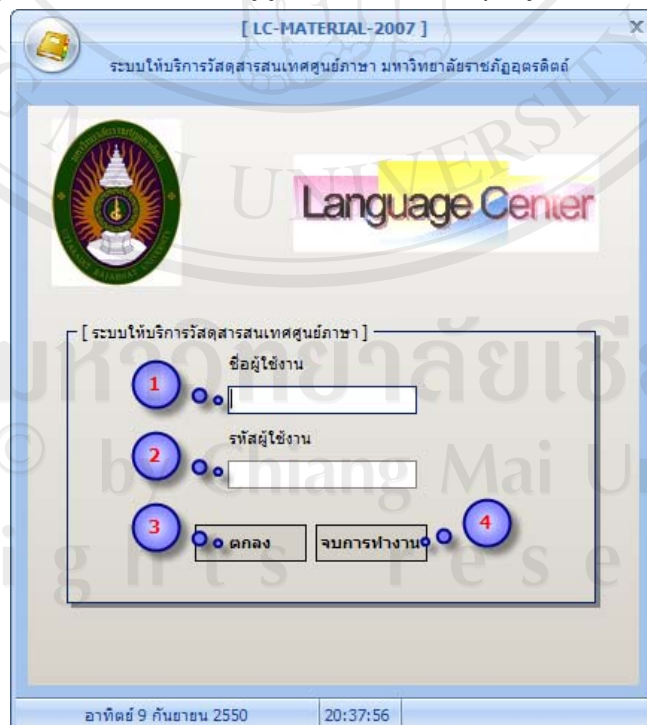 [ LC-MATERIAL-2007 ]
ระบบให้บริการวัสดุสารสนเทศศูนย์ภาษา มหาวิทยาลัยราชภัฏอุตรดิตถ์
Language Center
[ ระบบให้บริการวัสดุสารสนเทศศูนย์ภาษา ]
ชื่อผู้ใช้งาน
1
รหัสผู้ใช้งาน
2
3 ตกลง จบการทำงาน 4
by Chiang Mai
อาทิตย์ 9 กันยายน 2550 20:37:56